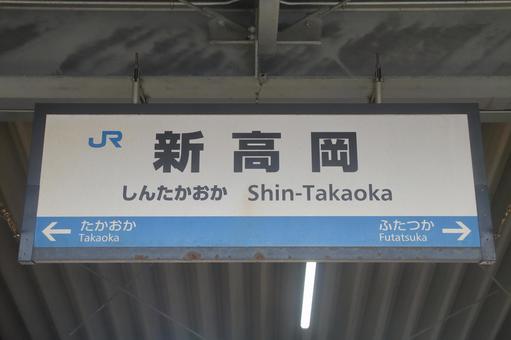 JR 新高岡
しんたかおか Shin-Takaoka
← たかおか ふたつか →
Takaoka Futatsuka